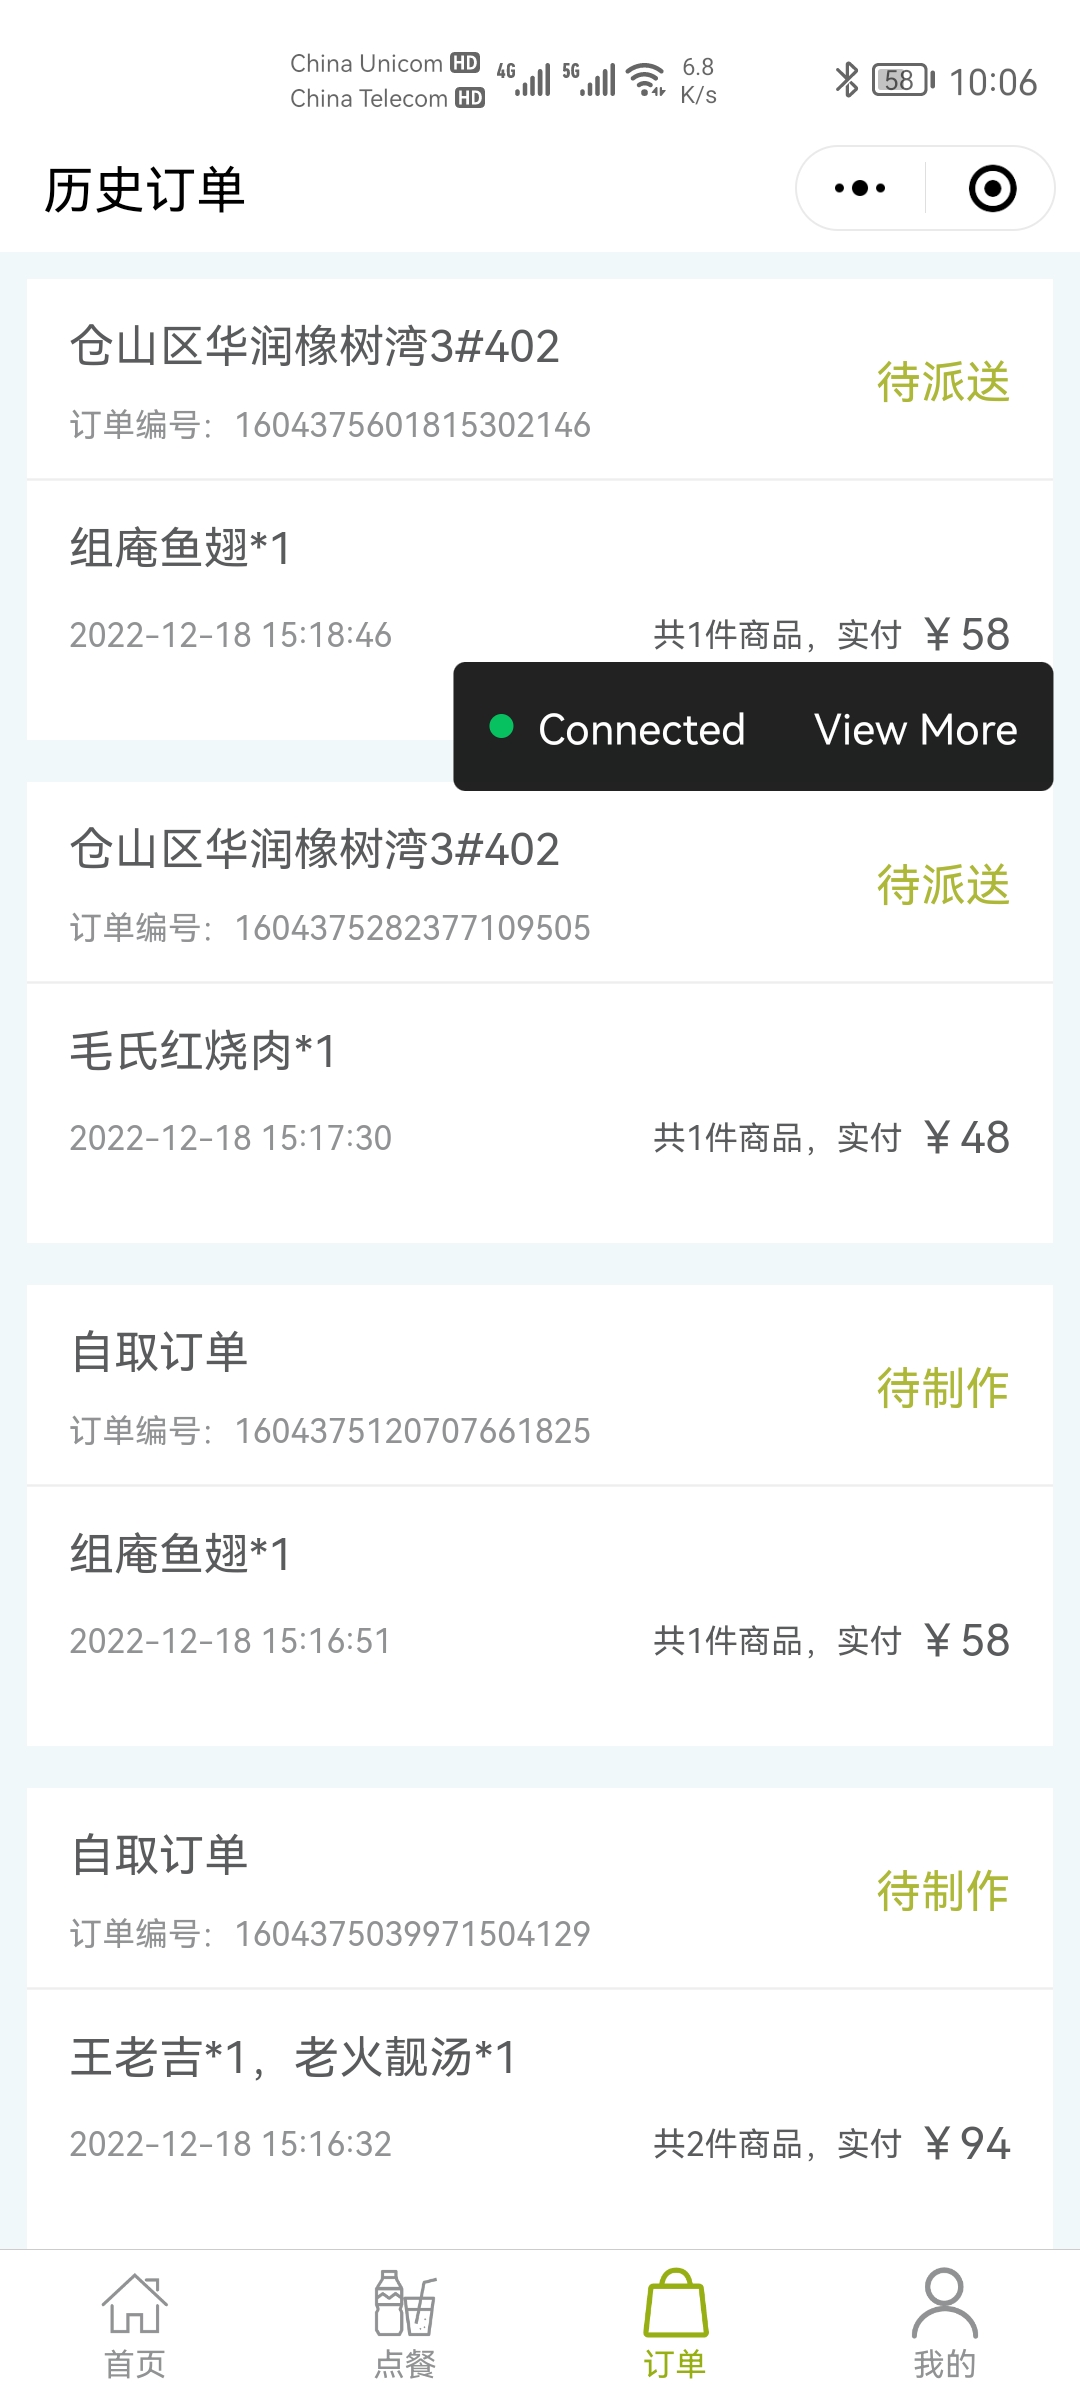 China Unicom HD
China Telecom HD
4G 5G 6.8 K/s
58 10:06
历史订单
仓山区华润橡树湾3#402
待派送
订单编号：1604375601815302146
组庵鱼翅*1
2022-12-18 15:18:46 共1件商品，实付 ￥58
Connected View More
仓山区华润橡树湾3#402
待派送
订单编号：1604375282377109505
毛氏红烧肉*1
2022-12-18 15:17:30 共1件商品，实付 ￥48
自取订单
待制作
订单编号：1604375120707661825
组庵鱼翅*1
2022-12-18 15:16:51 共1件商品，实付 ￥58
自取订单
待制作
订单编号：1604375039971504129
王老吉*1，老火靓汤*1
2022-12-18 15:16:32 共2件商品，实付 ￥94
首页 点餐 订单 我的